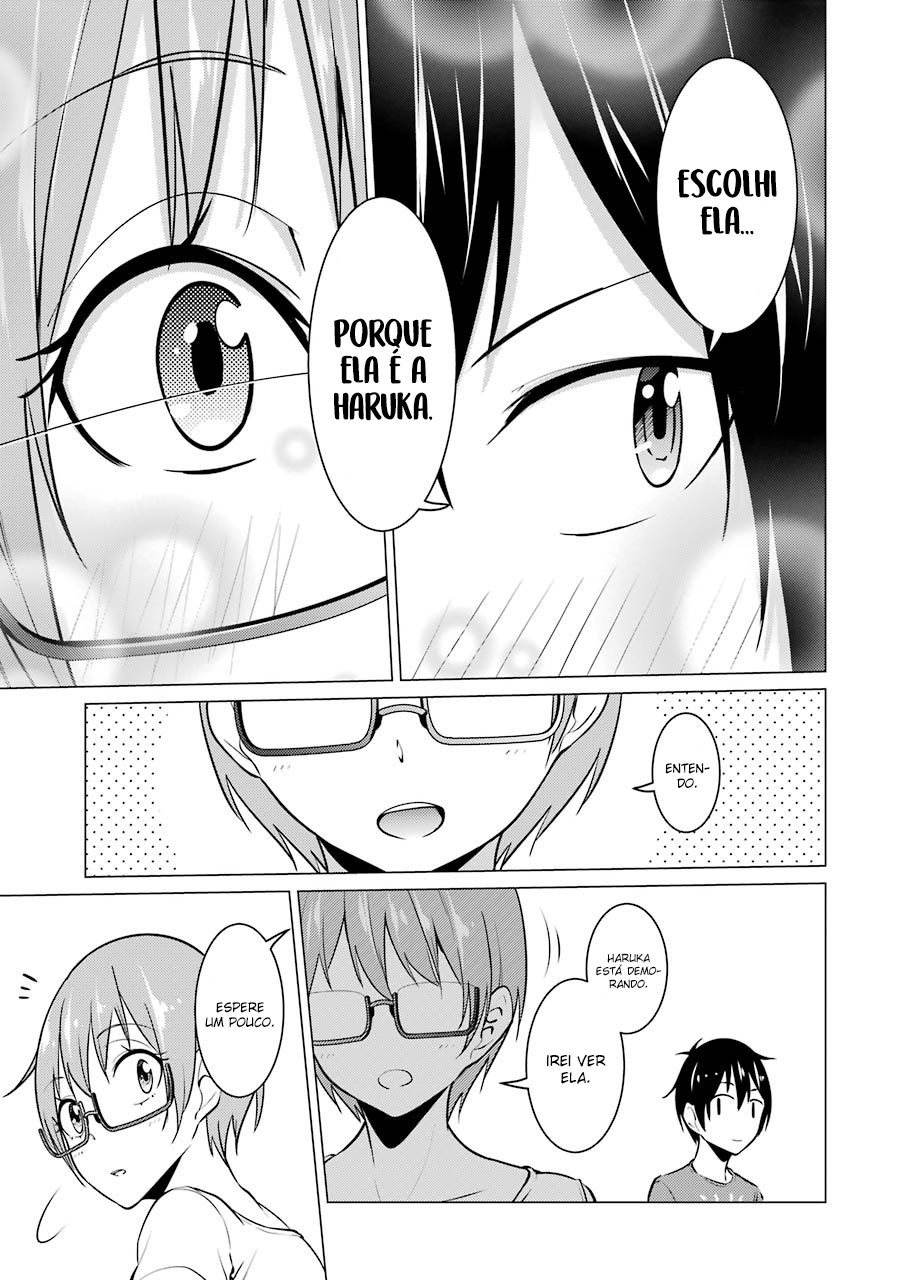 ESCOLHI
ELA...
PORQUE
ELA É A
HARUKA.
ENTEN-
DO.
HARUKA
ESTÁ DEMO-
RANDO.
IREI VER
ELA.
ESPERE
UM POUCO.